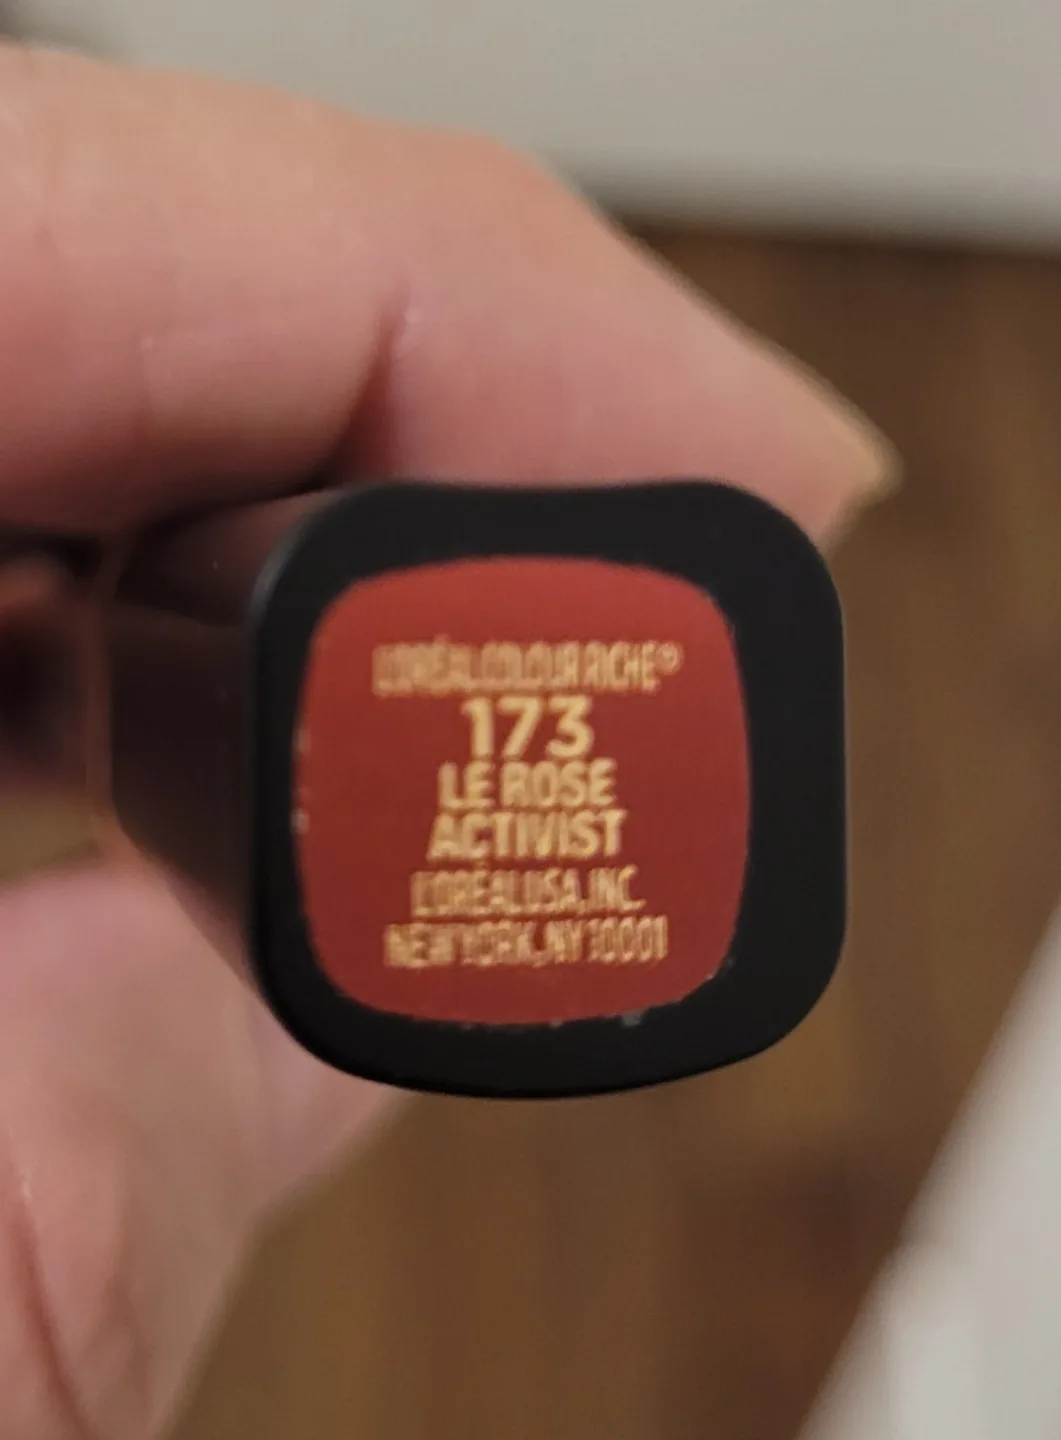 L'ORÉAL COLOUR RICHE®
173
LE ROSE
ACTIVIST
L'ORÉAL USA, INC.
NEW YORK, NY 10001